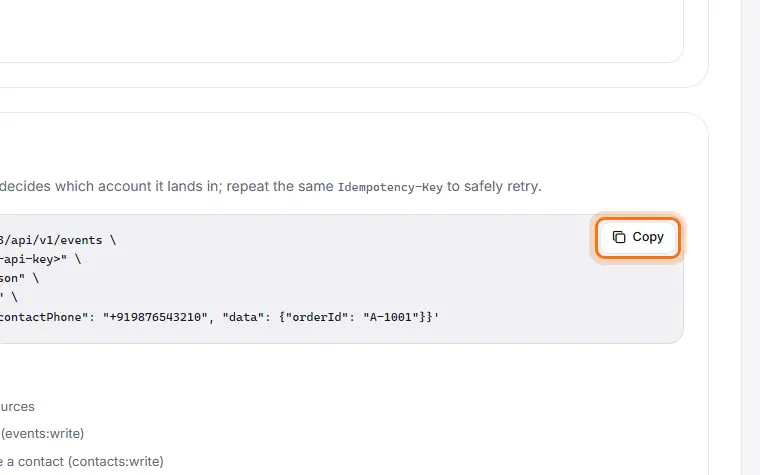 decides which account it lands in; repeat the same Idempotency-Key to safely retry.
Copy
/api/v1/events \
-api-key>" \
son" \
" \
contactPhone": "+919876543210", "data": {"orderId": "A-1001"}}'
urces
(events:write)
e a contact (contacts:write)